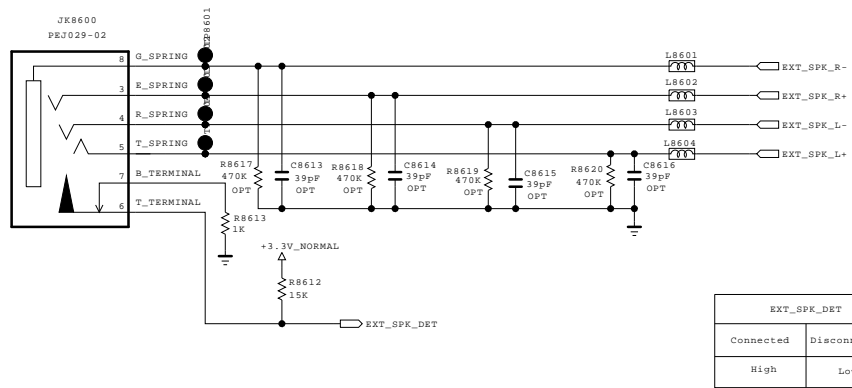 JK8600
PEJ029-02
8 G_SPRING
3 E_SPRING
4 R_SPRING
5 T_SPRING
7 B_TERMINAL
6 T_TERMINAL
L8601
EXT_SPK_R-
L8602
EXT_SPK_R+
L8603
EXT_SPK_L-
L8604
EXT_SPK_L+
R8617
470K
OPT
C8613
39pF
OPT
R8618
470K
OPT
C8614
39pF
OPT
R8619
470K
OPT
C8615
39pF
OPT
R8620
470K
OPT
C8616
39pF
OPT
R8613
1K
+3.3V_NORMAL
R8612
15K
EXT_SPK_DET
EXT_SPK_DET
Connected
High